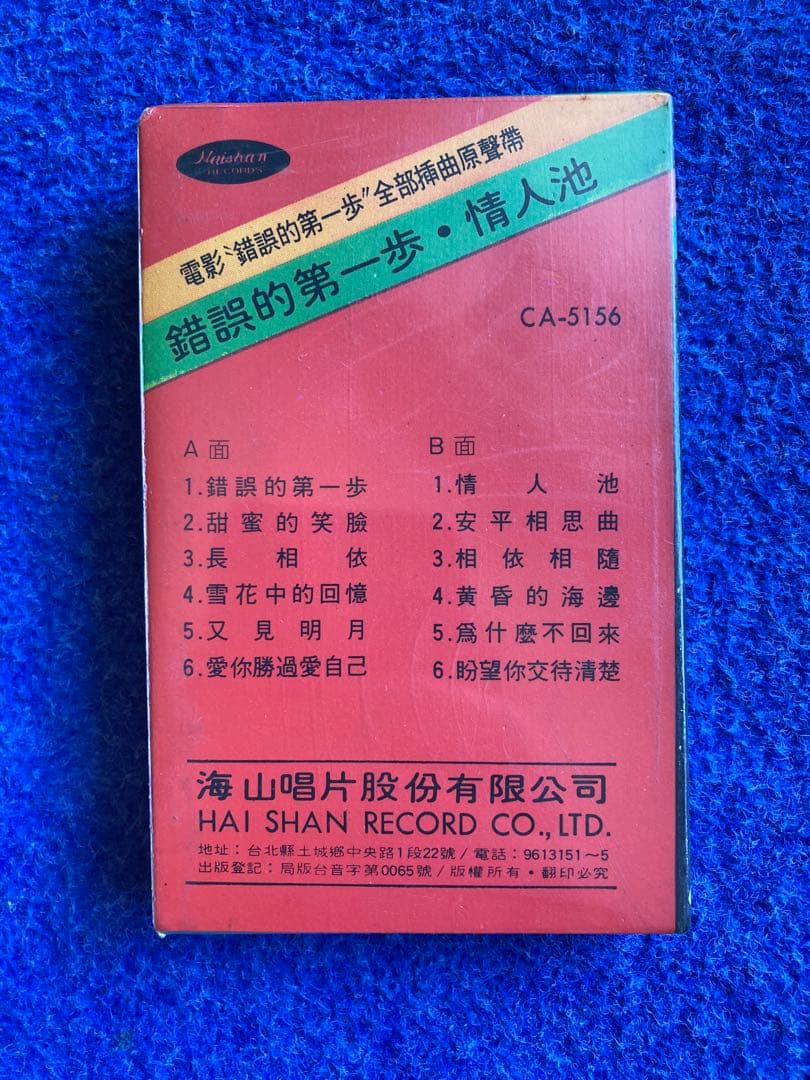 Haishan
RECORDS
電影〝錯誤的第一步〞全部插曲原聲帶
錯誤的第一步•情人池
CA-5156
A面
1.錯誤的第一步
2.甜蜜的笑臉
3.長相依
4.雪花中的回憶
5.又見明月
6.愛你勝過愛自己
B面
1.情人池
2.安平相思曲
3.相依相隨
4.黄昏的海邊
5.爲什麼不回來
6.盼望你交待清楚
海山唱片股份有限公司
HAI SHAN RECORD CO.,LTD.
地址:台北縣土城鄉中央路1段22號/電話:9613151~5
出版登記:局版台音字第0065號/版權所有•翻印必究